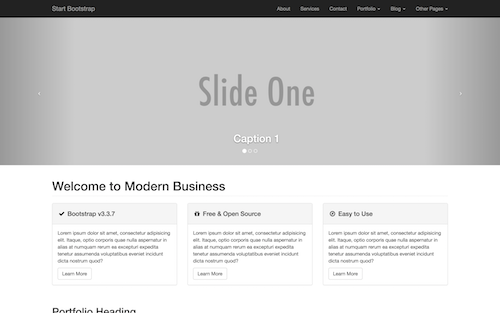 Start Bootstrap
About Services Contact Portfolio Blog Other Pages
Slide One
Caption 1
Welcome to Modern Business
Bootstrap v3.3.7
Lorem ipsum dolor sit amet, consectetur adipisicing
elit. Itaque, optio corporis quae nulla aspernatur in
alias at numquam rerum ea excepturi expedita
tenetur assumenda voluptatibus eveniet incidunt
dicta nostrum quod?
Learn More
Free & Open Source
Lorem ipsum dolor sit amet, consectetur adipisicing
elit. Itaque, optio corporis quae nulla aspernatur in
alias at numquam rerum ea excepturi expedita
tenetur assumenda voluptatibus eveniet incidunt
dicta nostrum quod?
Learn More
Easy to Use
Lorem ipsum dolor sit amet, consectetur adipisicing
elit. Itaque, optio corporis quae nulla aspernatur in
alias at numquam rerum ea excepturi expedita
tenetur assumenda voluptatibus eveniet incidunt
dicta nostrum quod?
Learn More
Portfolio Heading